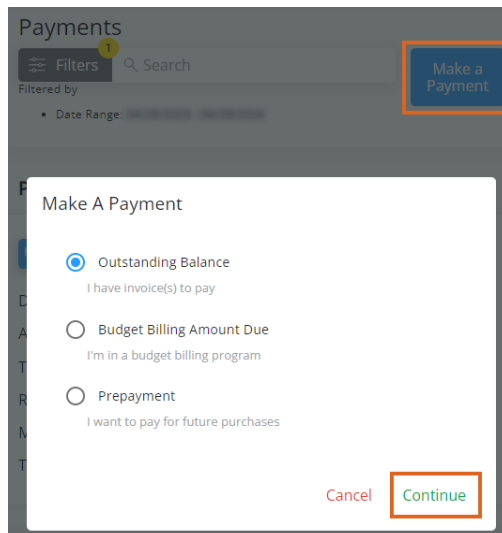 Payments
1
Filters
Search
Make a
Payment
Filtered by
• Date Range:
P
Make A Payment
Outstanding Balance
I have invoice(s) to pay
D
Budget Billing Amount Due
A
I'm in a budget billing program
T
Prepayment
R
I want to pay for future purchases
M
T
Cancel
Continue